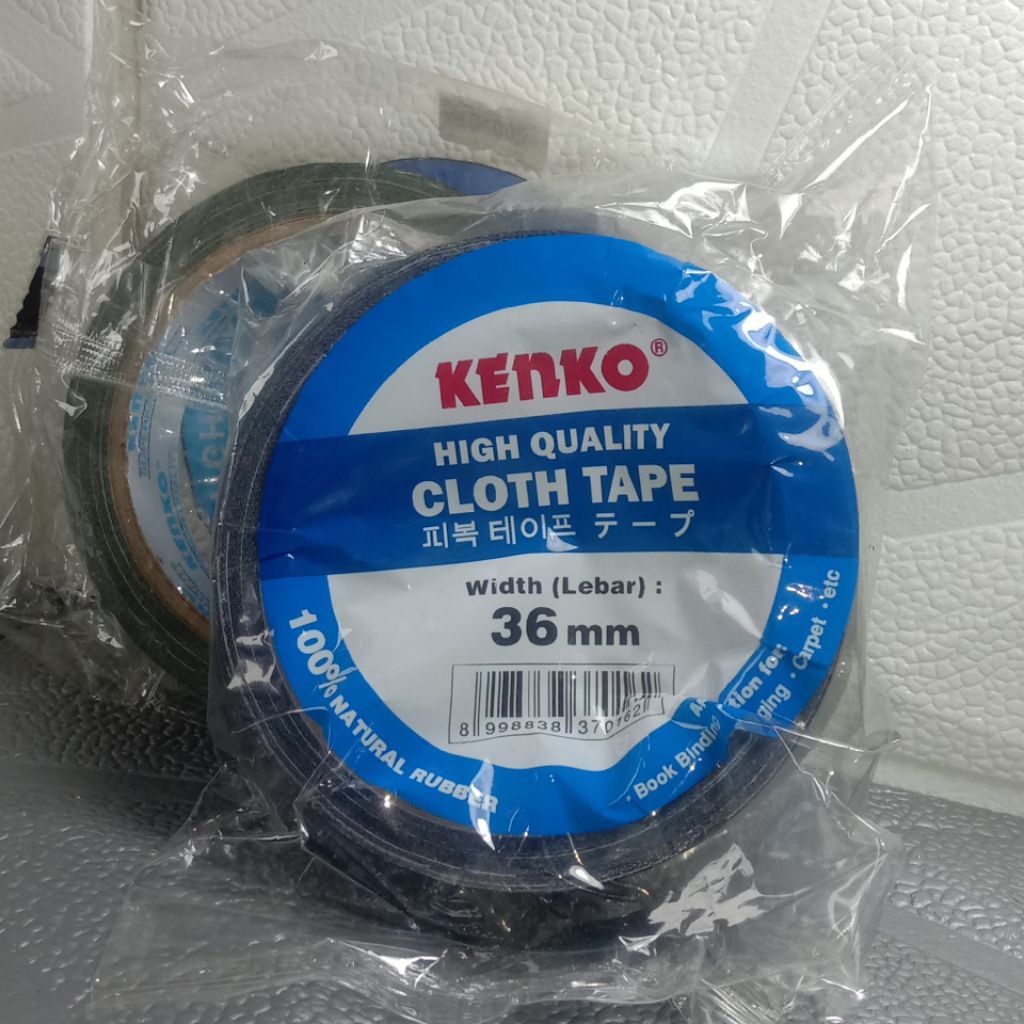 KENKO®
HIGH QUALITY
CLOTH TAPE
피복 테이프 テープ
Width (Lebar) :
36 mm
8 998838 370162
100% NATURAL RUBBER
• Book Binding
• Carpet • etc
KENKO